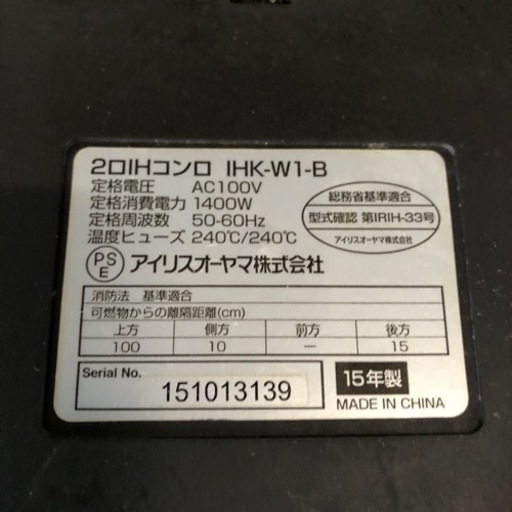 2口IHコンロ IHK-W1-B
定格電圧 AC100V
定格消費電力 1400W
定格周波数 50-60Hz
温度ヒューズ 240℃/240℃
総務省基準適合
型式確認 第IRIH-33号
アイリスオーヤマ株式会社
PSE アイリスオーヤマ株式会社
消防法 基準適合
可燃物からの離隔距離(cm)
上方 側方 前方 後方
100 10 ー 15
Serial No. 151013139
15年製
MADE IN CHINA